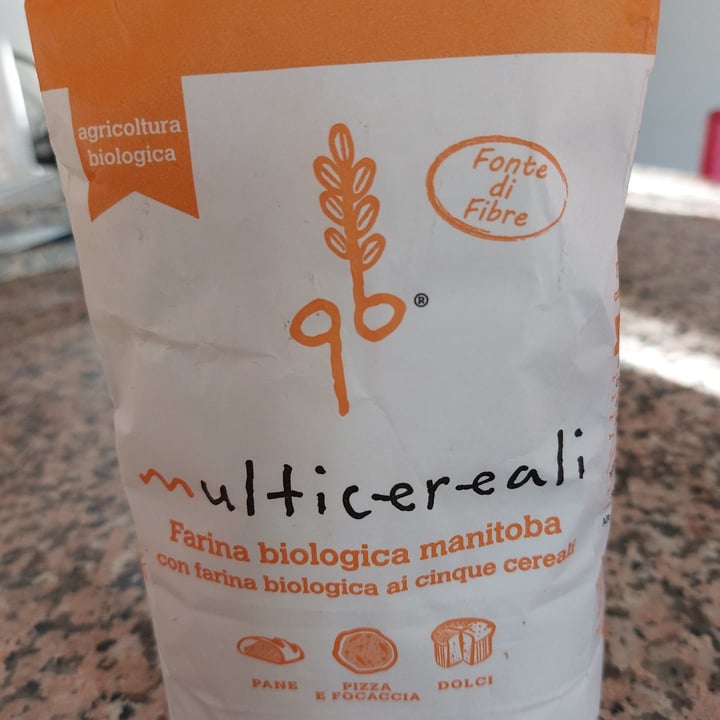 agricoltura
biologica
Fonte
di
Fibre
qb®
multicereali
Farina biologica manitoba
con farina biologica ai cinque cereali
PANE
PIZZA
E FOCACCIA
DOLCI